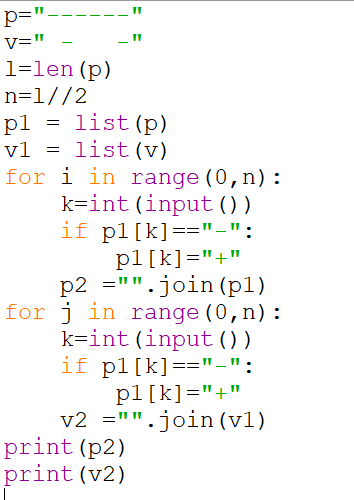 p="------"
v=" -   -"
l=len(p)
n=l//2
p1 = list(p)
v1 = list(v)
for i in range(0,n):
    k=int(input())
    if p1[k]=="-":
        p1[k]="+"
    p2 ="".join(p1)
for j in range(0,n):
    k=int(input())
    if p1[k]=="-":
        p1[k]="+"
    v2 ="".join(v1)
print(p2)
print(v2)